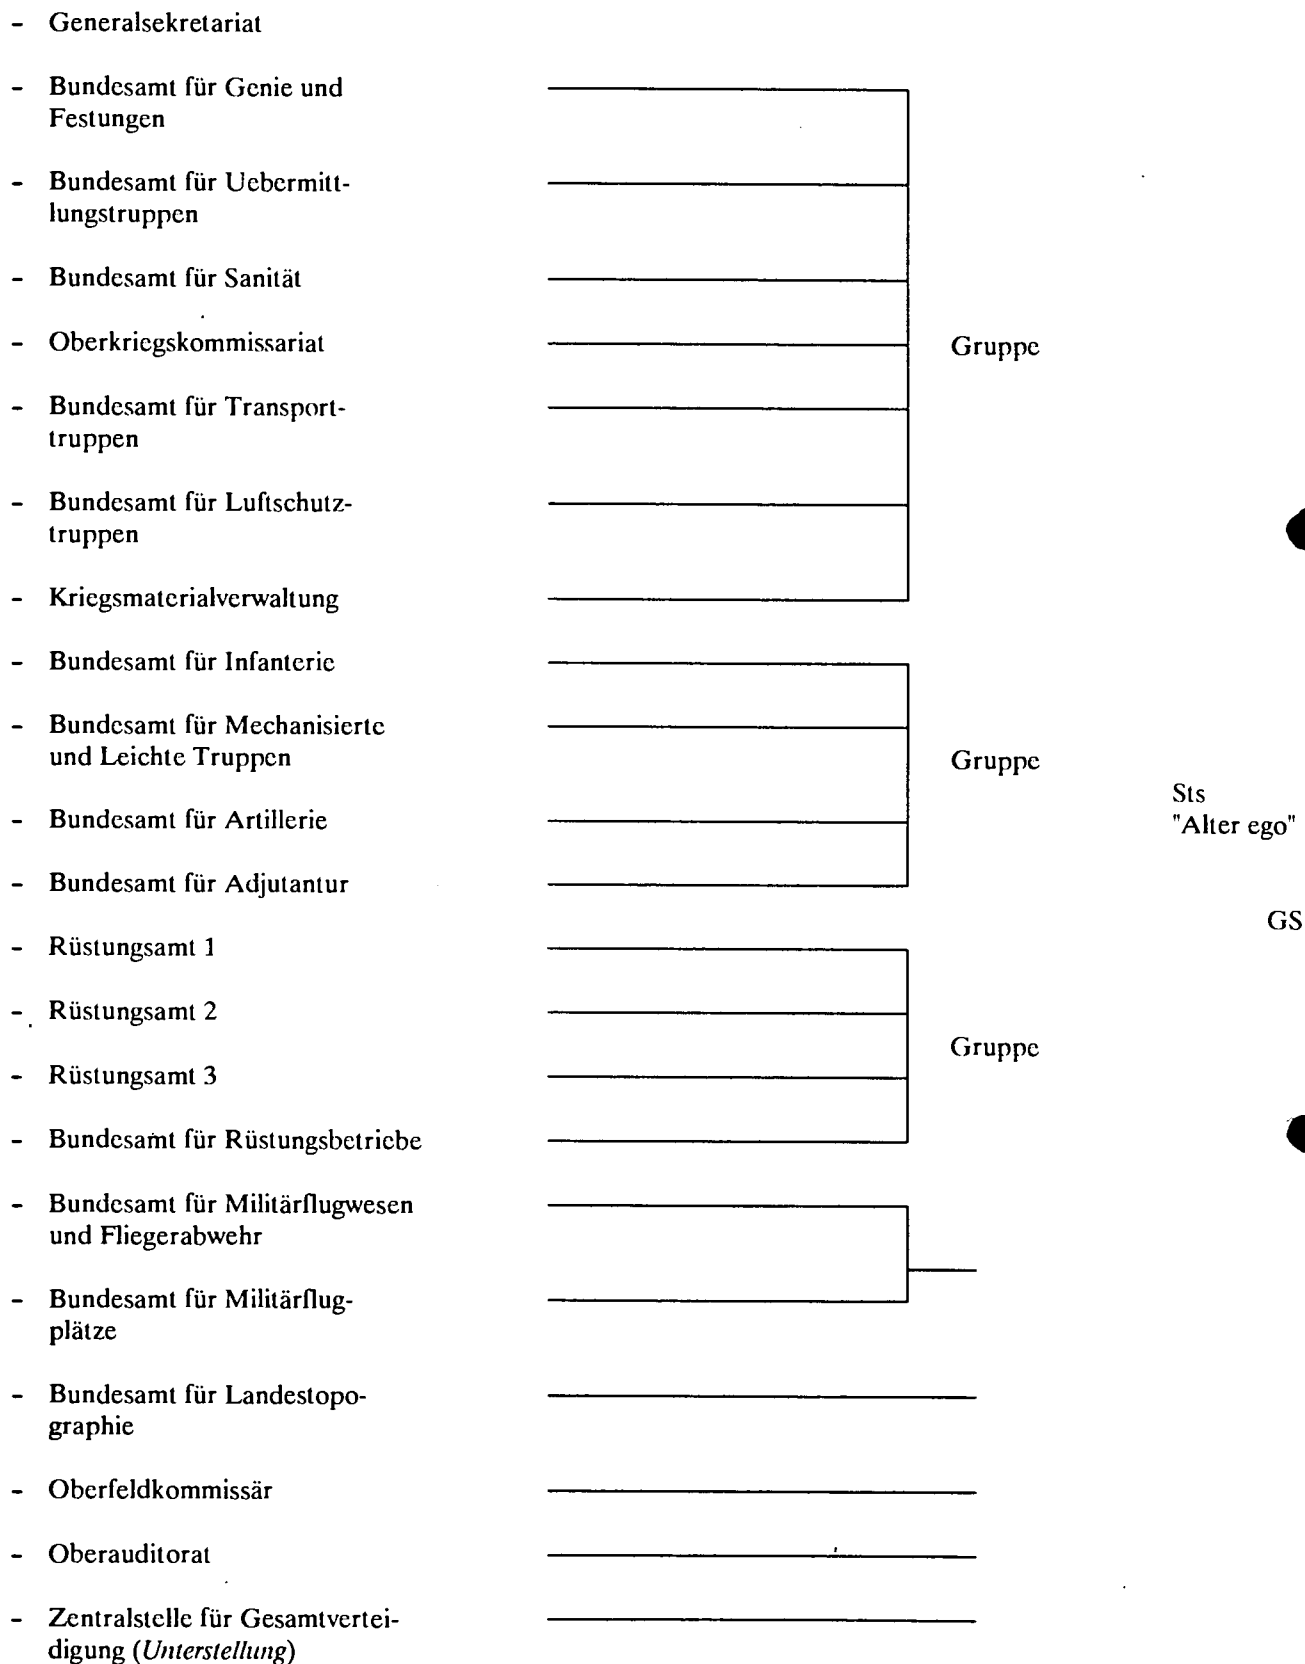 - Generalsekretariat
- Bundesamt für Genie und
Festungen
- Bundesamt für Uebermitt-
lungstruppen
- Bundesamt für Sanität
- Oberkriegskommissariat
Gruppe
- Bundesamt für Transport-
truppen
- Bundesamt für Luftschutz-
truppen
- Kriegsmaterialverwaltung
- Bundesamt für Infanterie
- Bundesamt für Mechanisierte
und Leichte Truppen
Gruppe
Sts
"Alter ego"
- Bundesamt für Artillerie
- Bundesamt für Adjutantur
GS
- Rüstungsamt 1
- Rüstungsamt 2
Gruppe
- Rüstungsamt 3
- Bundesamt für Rüstungsbetriebe
- Bundesamt für Militärflugwesen
und Fliegerabwehr
- Bundesamt für Militärflug-
plätze
- Bundesamt für Landestopo-
graphie
- Oberfeldkommissär
- Oberauditorat
- Zentralstelle für Gesamtvertei-
digung (Unterstellung)